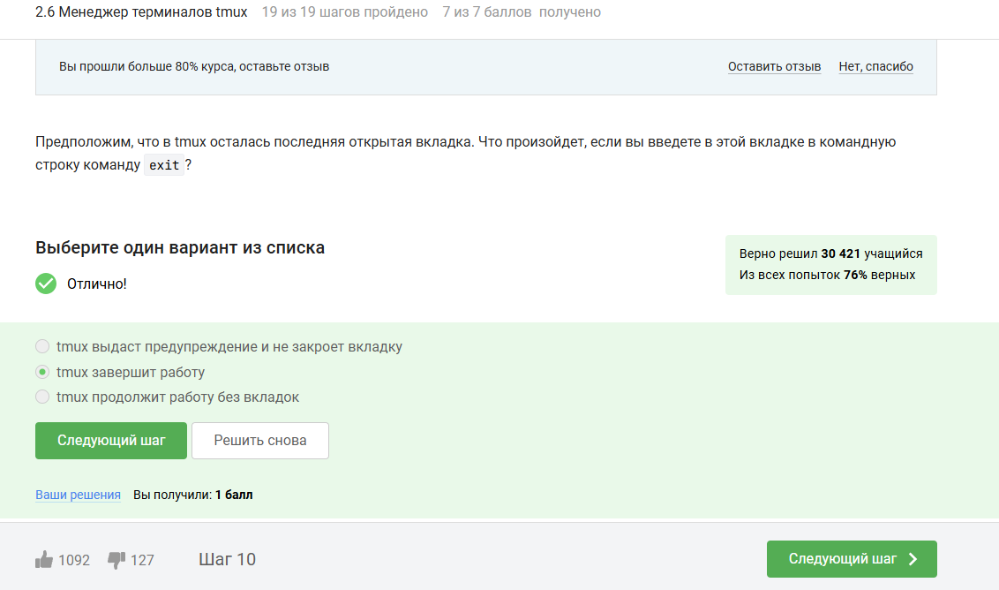 2.6 Менеджер терминалов tmux 19 из 19 шагов пройдено 7 из 7 баллов получено
Вы прошли больше 80% курса, оставьте отзыв Оставить отзыв Нет, спасибо
Предположим, что в tmux осталась последняя открытая вкладка. Что произойдет, если вы введете в этой вкладке в командную
строку команду exit?
Выберите один вариант из списка
Отлично!
Верно решил 30 421 учащийся
Из всех попыток 76% верных
tmux выдаст предупреждение и не закроет вкладку
tmux завершит работу
tmux продолжит работу без вкладок
Следующий шаг Решить снова
Ваши решения Вы получили: 1 балл
1092 127 Шаг 10 Следующий шаг